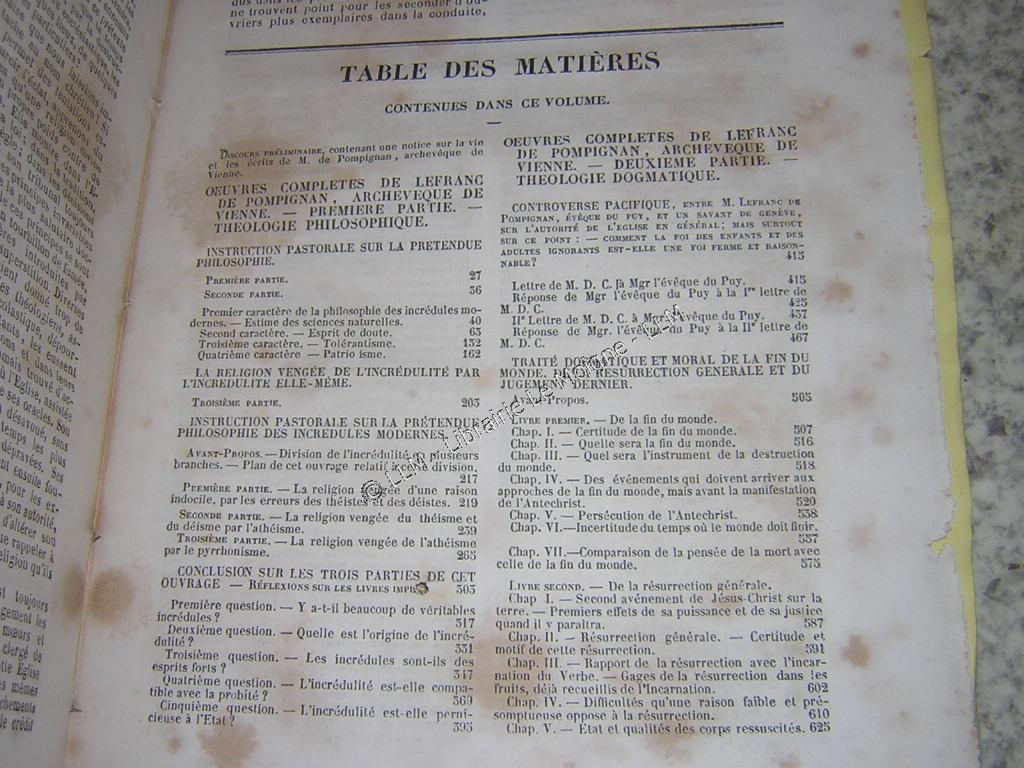 ne trouvent point pour les seconder d'ou-
vriers plus exemplaires dans la conduite,
TABLE DES MATIÈRES
CONTENUES DANS CE VOLUME.
Discours préliminaire, contenant une notice sur la vie
et les écrits de M. de Pompignan, archevêque de
Vienne.
OEUVRES COMPLETES DE LEFRANC
DE POMPIGNAN, ARCHEVEQUE DE
VIENNE. — PREMIERE PARTIE. —
THEOLOGIE PHILOSOPHIQUE.
INSTRUCTION PASTORALE SUR LA PRETENDUE
PHILOSOPHIE.
Première partie. 27
Seconde partie. 36
Premier caractère de la philosophie des incrédules mo-
dernes. — Estime des sciences naturelles. 40
Second caractère. — Esprit de doute. 63
Troisième caractère. — Tolérantisme. 132
Quatrième caractère — Patrio isme. 162
LA RELIGION VENGÉE DE L'INCRÉDULITÉ PAR
L'INCREDULITE ELLE-MÊME.
Troisième partie. 203
INSTRUCTION PASTORALE SUR LA PRÉTENDUE
PHILOSOPHIE DES INCREDULES MODERNES
Avant-Propos. — Division de l'incrédulité en plusieurs
branches. — Plan de cet ouvrage relatif à cette division.
217
Première partie. — La religion vengée d'une raison
indocile, par les erreurs des théistes et des déistes. 219
Seconde partie. — La religion vengée du théisme et
du déisme par l'athéisme. 239
Troisième partie. — La religion vengée de l'athéisme
par le pyrrhonisme. 265
CONCLUSION SUR LES TROIS PARTIES DE CET
OUVRAGE — Réflexions sur les livres impies 303
Première question. — Y a-t-il beaucoup de véritables
incrédules? 317
Deuxième question. — Quelle est l'origine de l'incré-
dulité? 331
Troisième question. — Les incrédules sont-ils des
esprits forts? 347
Quatrième question. — L'incrédulité est-elle compa-
tible avec la probité? 369
Cinquième question. — L'incrédulité est-elle perni-
cieuse à l'Etat? 393
OEUVRES COMPLETES DE LEFRANC
DE POMPIGNAN, ARCHEVEQUE DE
VIENNE. — DEUXIEME PARTIE. —
THEOLOGIE DOGMATIQUE.
CONTROVERSE PACIFIQUE, entre M. Lefranc de
Pompignan, évêque du Puy, et un savant de Genève,
sur l'autorité de l'Eglise en général; mais surtout
sur ce point: — comment la foi des enfants et des
adultes ignorants est-elle une foi ferme et raison-
nable? 415
Lettre de M. D. C. à Mgr l'évêque du Puy. 415
Réponse de Mgr l'évêque du Puy à la Ire lettre de
M. D. C. 425
IIe Lettre de M. D. C. à Mgr l'évêque du Puy. 457
Réponse de Mgr. l'évêque du Puy à la IIe lettre de
M. D. C. 467
TRAITÉ DOGMATIQUE ET MORAL DE LA FIN DU
MONDE, DE LA RESURRECTION GENERALE ET DU
JUGEMENT DERNIER.
Avant-Propos. 505
Livre premier. — De la fin du monde.
Chap. I. — Certitude de la fin du monde. 507
Chap. II. — Quelle sera la fin du monde. 516
Chap. III. — Quel sera l'instrument de la destruction
du monde. 518
Chap. IV. — Des événements qui doivent arriver aux
approches de la fin du monde, mais avant la manifestation
de l'Antechrist. 520
Chap. V. — Persécution de l'Antechrist. 538
Chap. VI. — Incertitude du temps où le monde doit finir.
557
Chap. VII. — Comparaison de la pensée de la mort avec
celle de la fin du monde. 575
Livre second. — De la résurrection générale.
Chap I. — Second avénement de Jésus-Christ sur la
terre. — Premiers effets de sa puissance et de sa justice
quand il y paraîtra. 587
Chap. II. — Résurrection générale. — Certitude et
motif de cette résurrection. 591
Chap. III. — Rapport de la résurrection avec l'incar-
nation du Verbe. — Gages de la résurrection dans les
fruits, déjà recueillis de l'Incarnation. 602
Chap. IV. — Difficultés qu'une raison faible et pré-
somptueuse oppose à la résurrection. 610
Chap. V. — Etat et qualités des corps ressuscités. 625
© LLM - Librairie Le Moigne - LLM